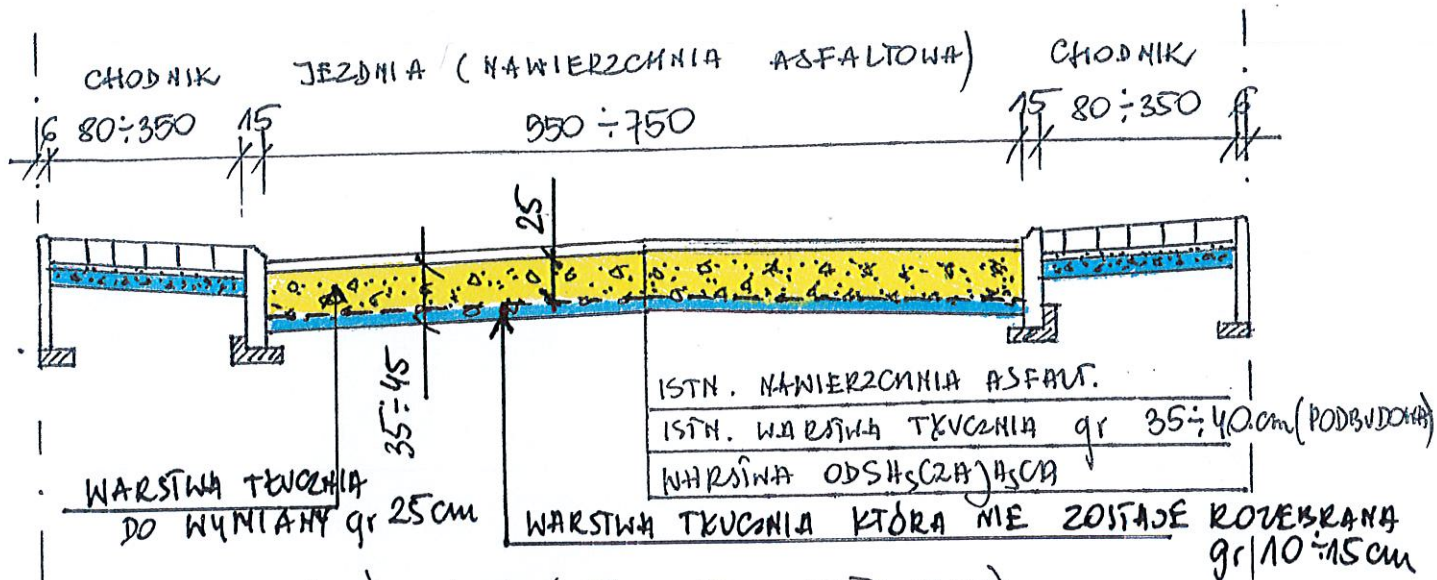 CHODNIK JEZDNIA (NAWIERZCHNIA ASFALTOWA) CHODNIK
6 80÷350 15 550÷750 15 80÷350 6
25
35÷45
ISTN. NAWIERZCHNIA ASFALT.
ISTN. WARSTWA TŁUCZNIA gr 35÷40cm (PODBUDOWA)
WARSTWA ODSĄCZAJĄCA
WARSTWA TŁUCZNIA
DO WYMIANY gr 25cm
WARSTWA TŁUCZNIA KTÓRA NIE ZOSTAJE ROZEBRANA
gr 10÷15cm